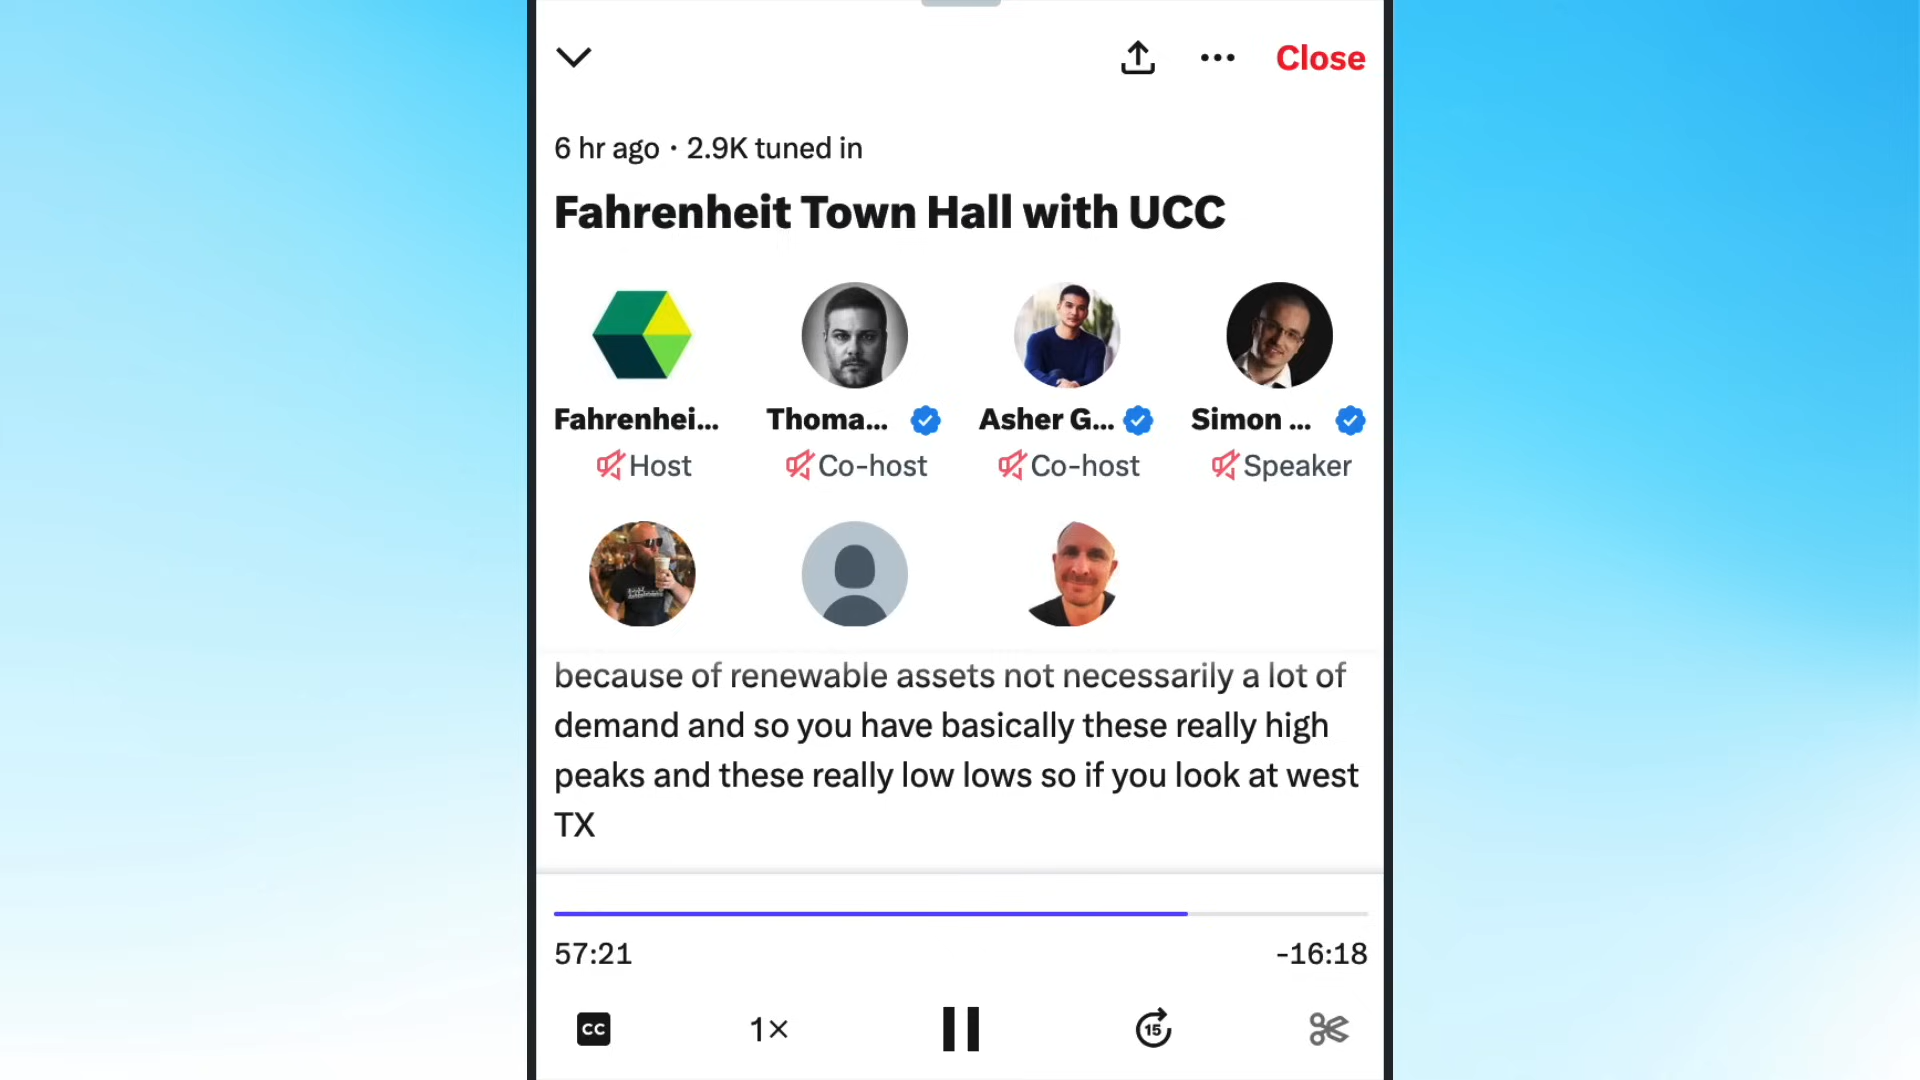 Close
6 hr ago · 2.9K tuned in
Fahrenheit Town Hall with UCC
Fahrenhei... Thoma... Asher G... Simon ...
Host Co-host Co-host Speaker
because of renewable assets not necessarily a lot of
demand and so you have basically these really high
peaks and these really low lows so if you look at west
TX
57:21 -16:18
CC 1× 15